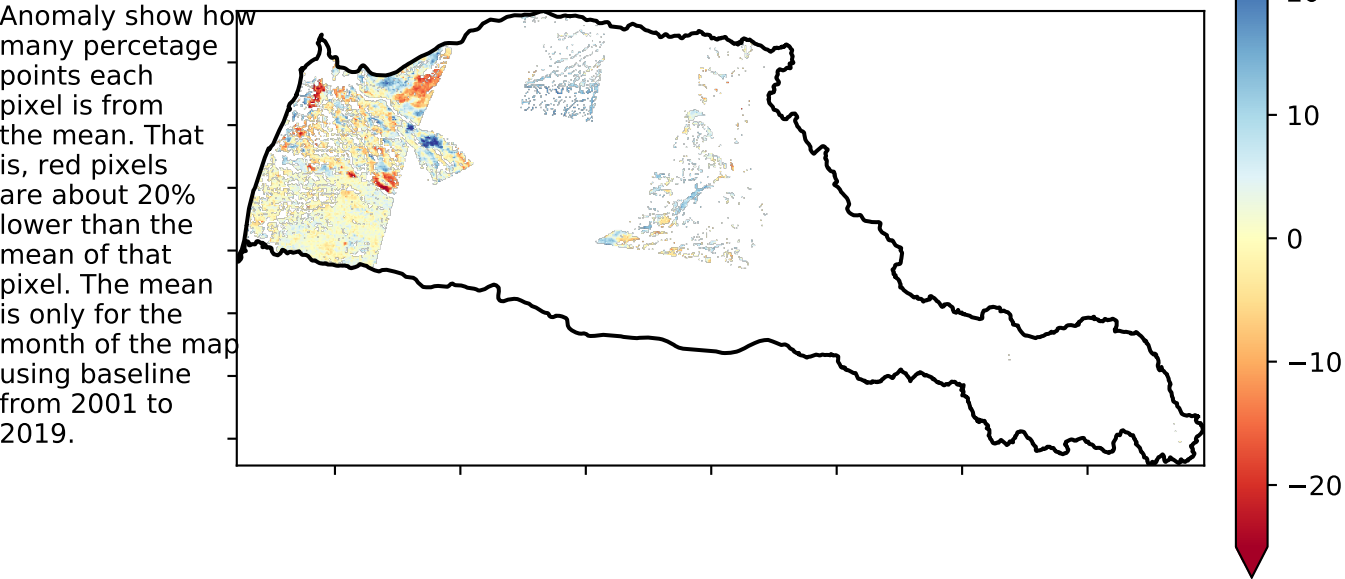 Anomaly show how
many percetage
points each
pixel is from
the mean. That
is, red pixels
are about 20%
lower than the
mean of that
pixel. The mean
is only for the
month of the map
using baseline
from 2001 to
2019.
10
0
−10
−20